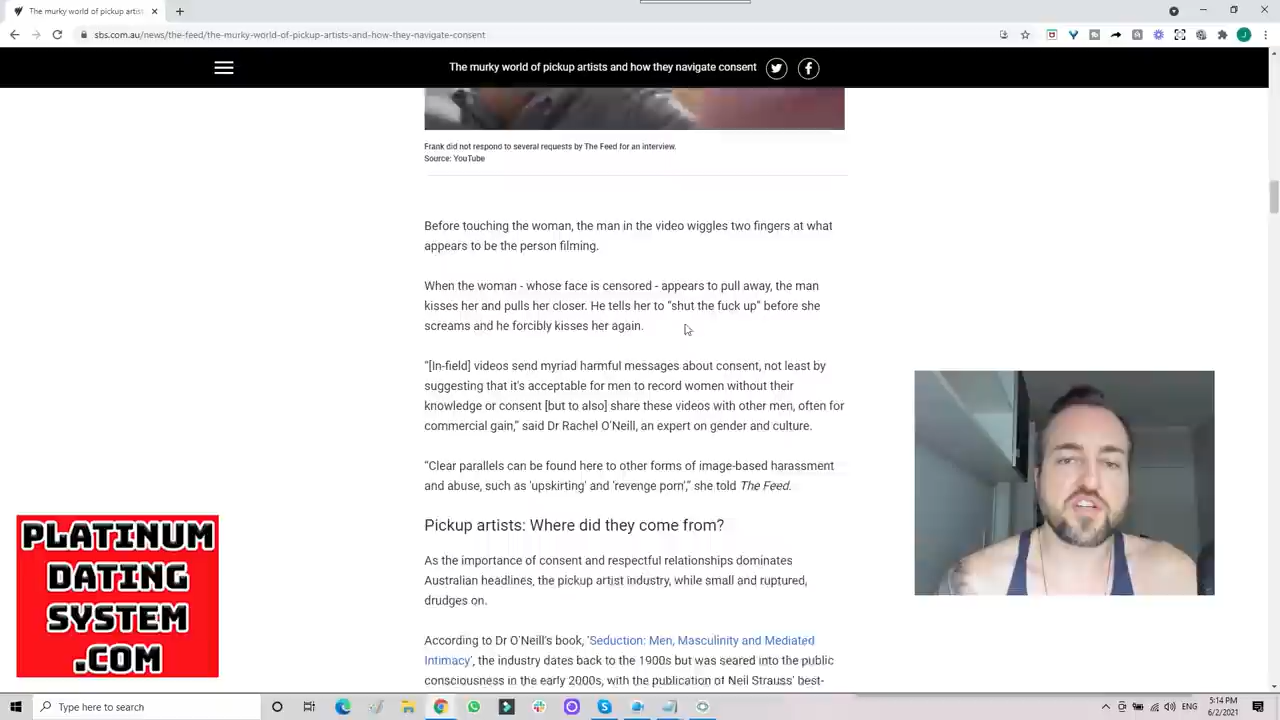 The murky world of pickup artis
sbs.com.au/news/the-feed/the-murky-world-of-pickup-artists-and-how-they-navigate-consent
The murky world of pickup artists and how they navigate consent
Frank did not respond to several requests by The Feed for an interview.
Source: YouTube
Before touching the woman, the man in the video wiggles two fingers at what
appears to be the person filming.
When the woman - whose face is censored - appears to pull away, the man
kisses her and pulls her closer. He tells her to “shut the fuck up” before she
screams and he forcibly kisses her again.
“[In-field] videos send myriad harmful messages about consent, not least by
suggesting that it's acceptable for men to record women without their
knowledge or consent [but to also] share these videos with other men, often for
commercial gain,” said Dr Rachel O'Neill, an expert on gender and culture.
“Clear parallels can be found here to other forms of image-based harassment
and abuse, such as 'upskirting' and 'revenge porn',” she told The Feed.
Pickup artists: Where did they come from?
As the importance of consent and respectful relationships dominates
Australian headlines, the pickup artist industry, while small and ruptured,
drudges on.
According to Dr O'Neill's book, 'Seduction: Men, Masculinity and Mediated
Intimacy', the industry dates back to the 1900s but was seared into the public
consciousness in the early 2000s, with the publication of Neil Strauss' best-
PLATINUM
DATING
SYSTEM
.COM
Type here to search
5:14 PM
6/2/2021